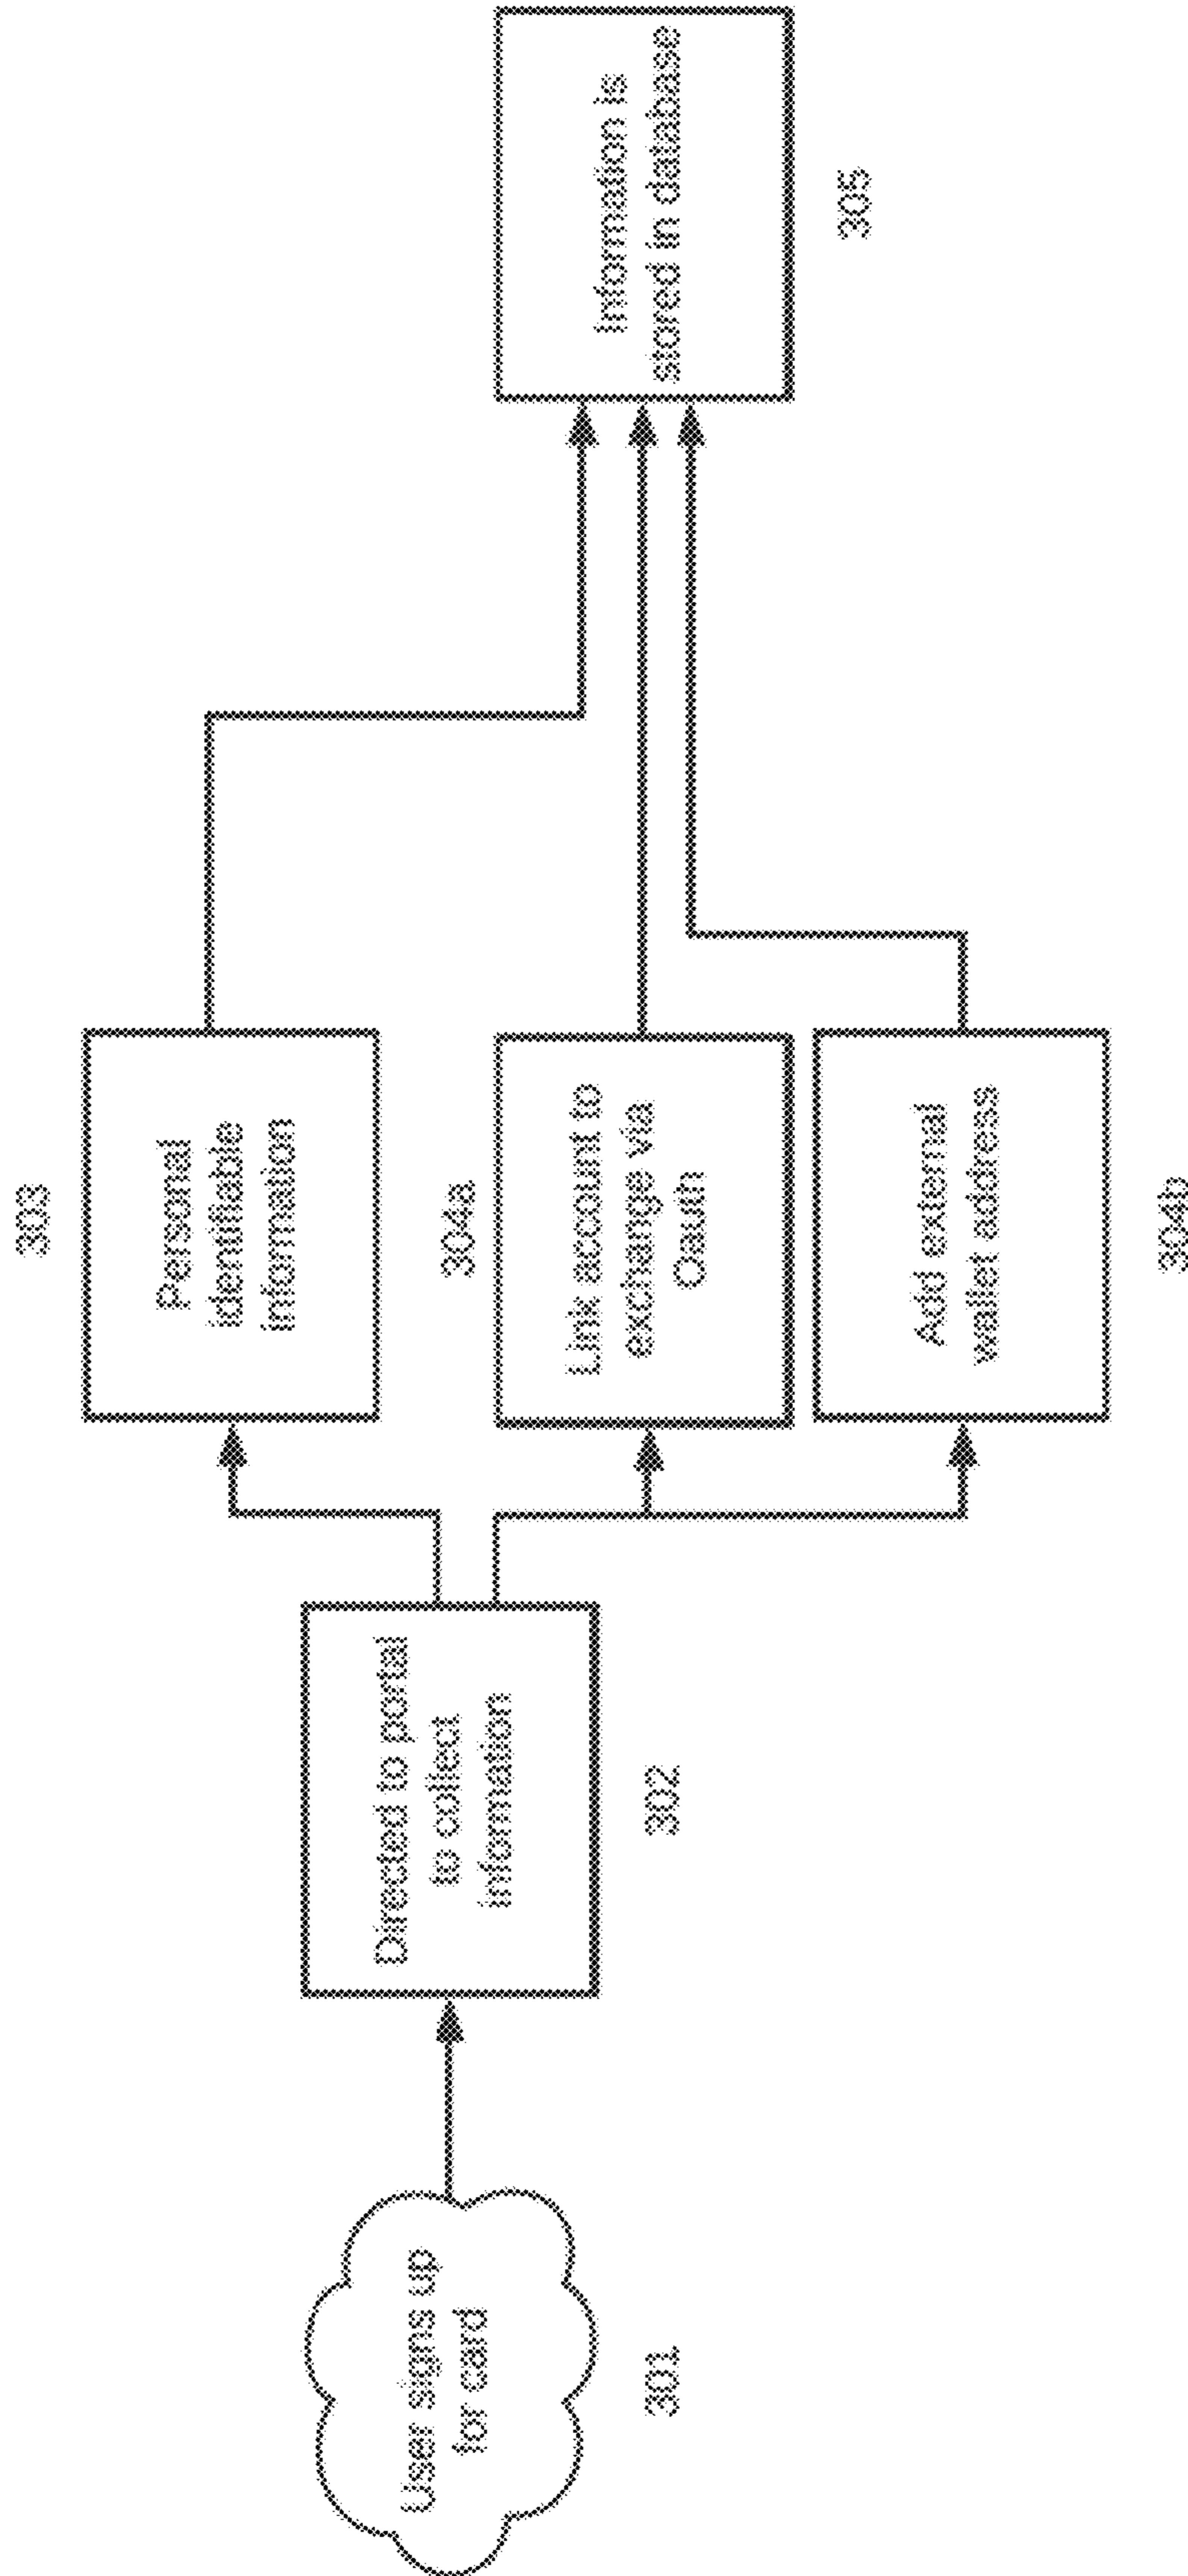 User signs up
for card
301
Directed to portal
to collect
information
302
303
Personal
identifiable
information
304a
Link account to
exchange via
Oauth
Add external
wallet address
304b
Information is
stored in database
305